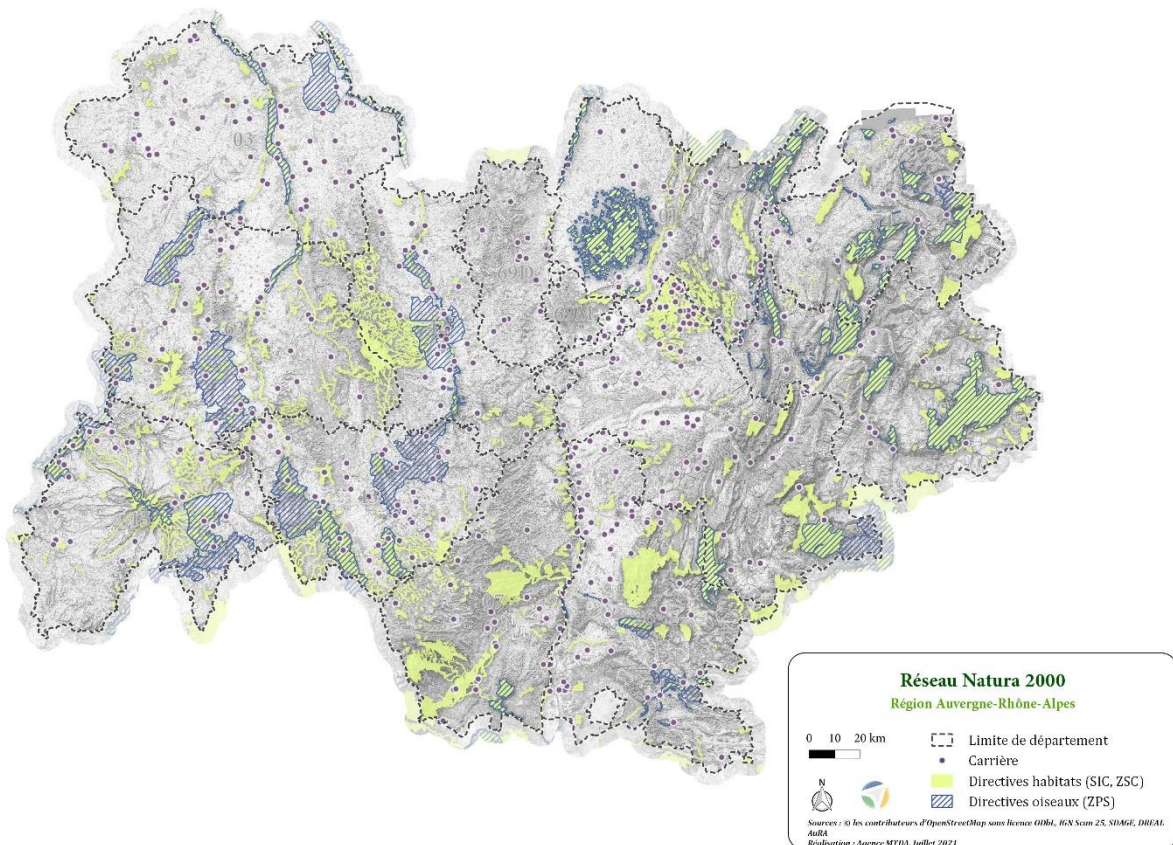 03
69D
Réseau Natura 2000
Région Auvergne-Rhône-Alpes
0 10 20 km
Limite de département
Carrière
N
Directives habitats (SIC, ZSC)
Directives oiseaux (ZPS)
Sources : © les contributeurs d'OpenStreetMap sous licence ODbL, IGN Scan 25, SDAGE, DREAL
AuRA
Réalisation : Agence MTDA, Juillet 2021